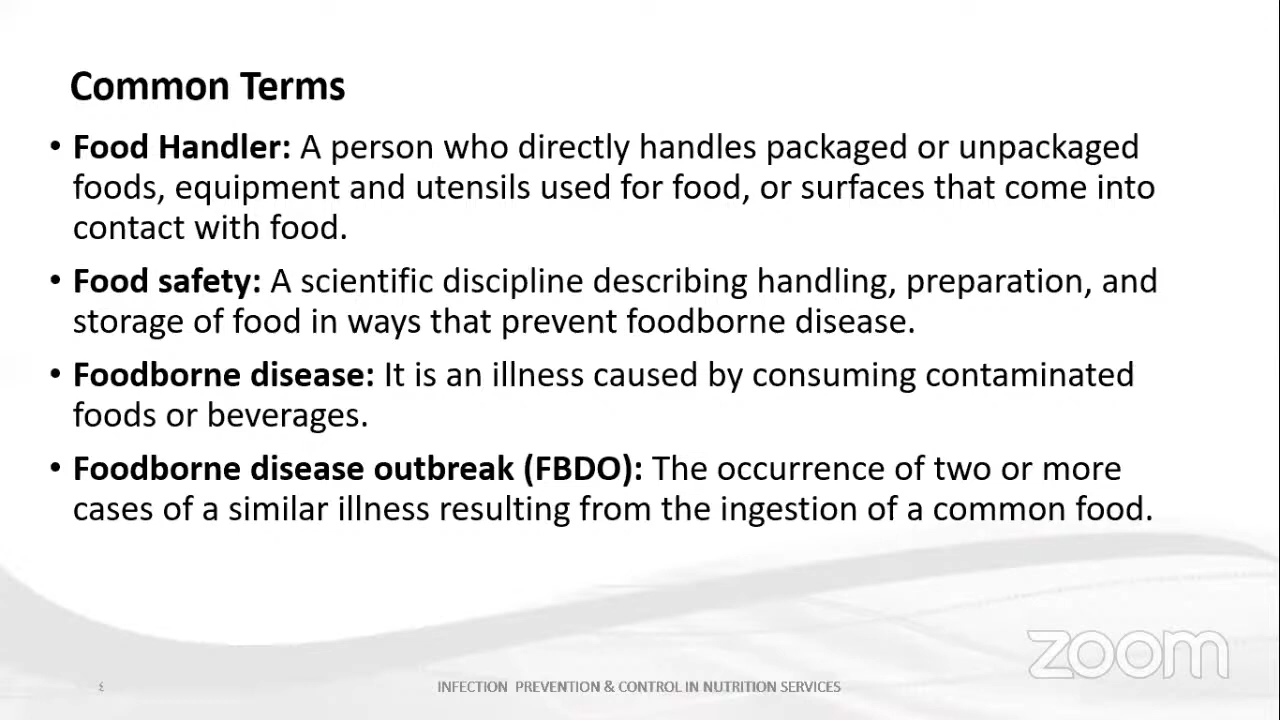 Common Terms
• Food Handler: A person who directly handles packaged or unpackaged
foods, equipment and utensils used for food, or surfaces that come into
contact with food.
• Food safety: A scientific discipline describing handling, preparation, and
storage of food in ways that prevent foodborne disease.
• Foodborne disease: It is an illness caused by consuming contaminated
foods or beverages.
• Foodborne disease outbreak (FBDO): The occurrence of two or more
cases of a similar illness resulting from the ingestion of a common food.
zoom
٤
INFECTION PREVENTION & CONTROL IN NUTRITION SERVICES